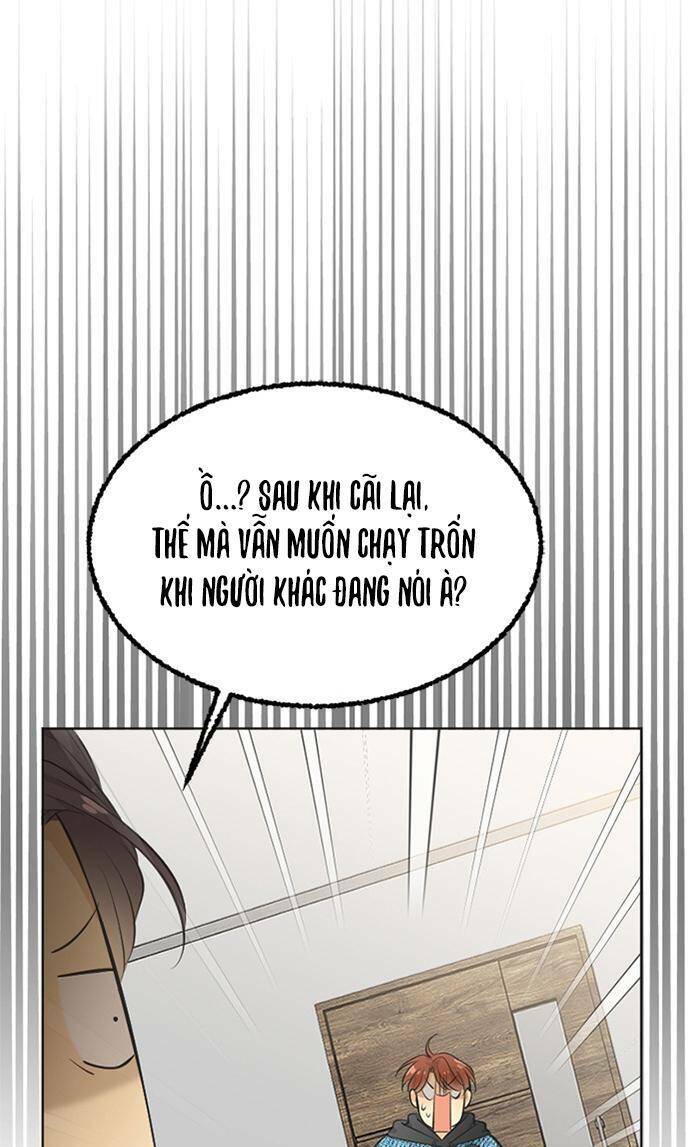 Ồ...? SAU KHI CÃI LẠI,
THẾ MÀ VẪN MUỐN CHẠY TRỐN
KHI NGƯỜI KHÁC ĐANG NÓI À?